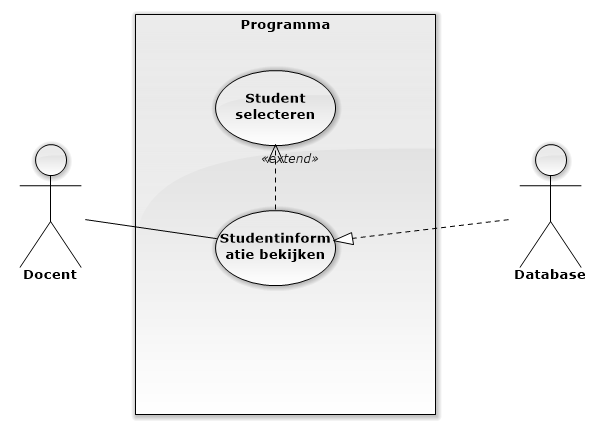 Programma
Student
selecteren
«extend»
Studentinform
atie bekijken
Docent
Database